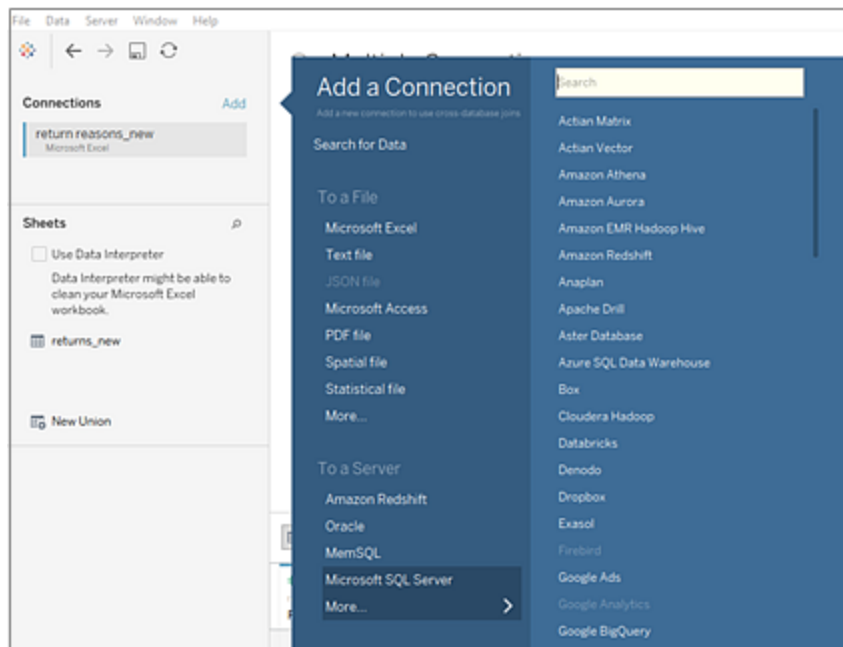 File Data Server Window Help
Connections Add
return reasons_new
Microsoft Excel
Sheets
Use Data Interpreter
Data Interpreter might be able to
clean your Microsoft Excel
workbook.
returns_new
New Union
Add a Connection
Add a new connection to use cross-database joins
Search for Data
To a File
Microsoft Excel
Text file
JSON file
Microsoft Access
PDF file
Spatial file
Statistical file
More...
To a Server
Amazon Redshift
Oracle
MemSQL
Microsoft SQL Server
More...
Search
Actian Matrix
Actian Vector
Amazon Athena
Amazon Aurora
Amazon EMR Hadoop Hive
Amazon Redshift
Anaplan
Apache Drill
Aster Database
Azure SQL Data Warehouse
Box
Cloudera Hadoop
Databricks
Denodo
Dropbox
Exasol
Firebird
Google Ads
Google Analytics
Google BigQuery